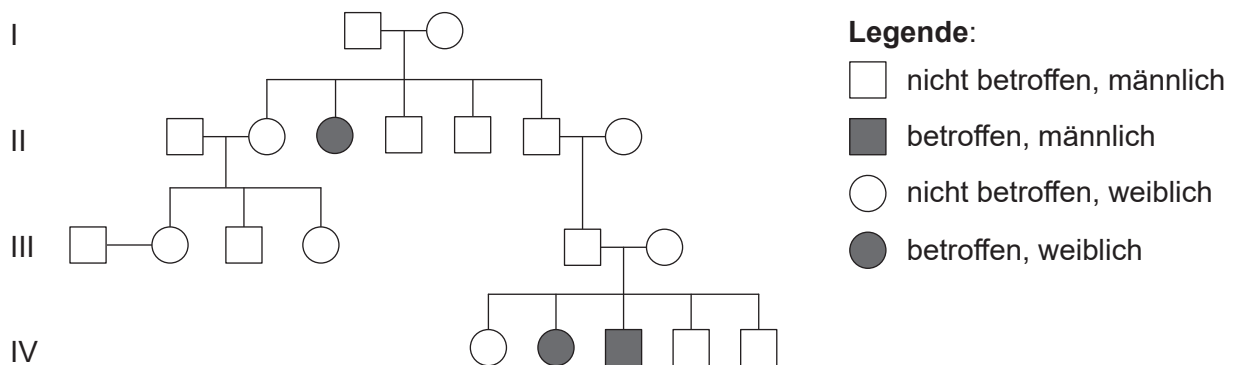 I
II
III
IV
Legende:
nicht betroffen, männlich
betroffen, männlich
nicht betroffen, weiblich
betroffen, weiblich